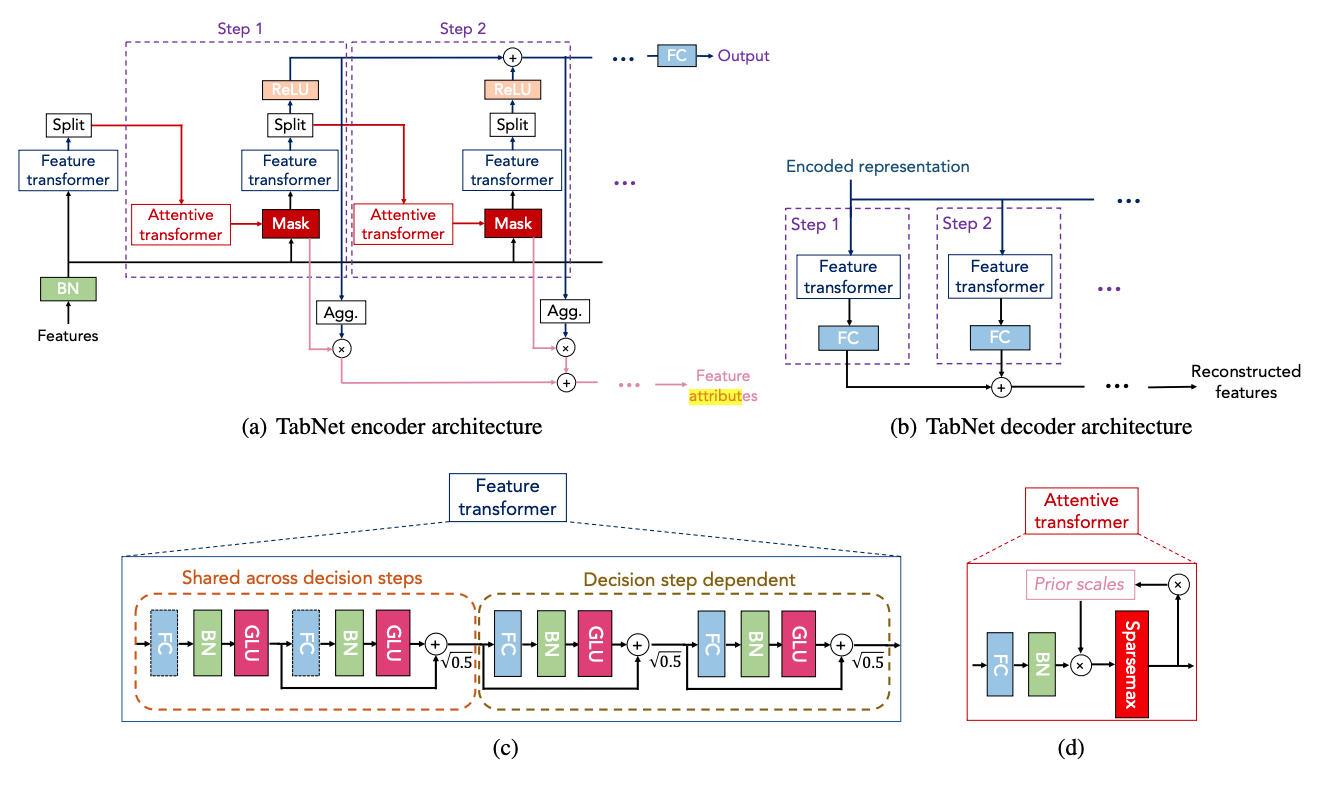 Step 1
Step 2
FC
Output
ReLU
ReLU
Split
Split
Split
Feature
transformer
Feature
transformer
Feature
transformer
Attentive
transformer
Mask
Attentive
transformer
Mask
BN
Features
Agg.
Agg.
×
×
+
+
Feature
attributes
(a) TabNet encoder architecture
Encoded representation
Step 1
Step 2
Feature
transformer
Feature
transformer
FC
FC
+
Reconstructed
features
(b) TabNet decoder architecture
Feature
transformer
Shared across decision steps
Decision step dependent
FC
BN
GLU
FC
BN
GLU
+
√0.5
FC
BN
GLU
+
√0.5
FC
BN
GLU
+
√0.5
(c)
Attentive
transformer
Prior scales
×
FC
BN
×
Sparsemax
(d)